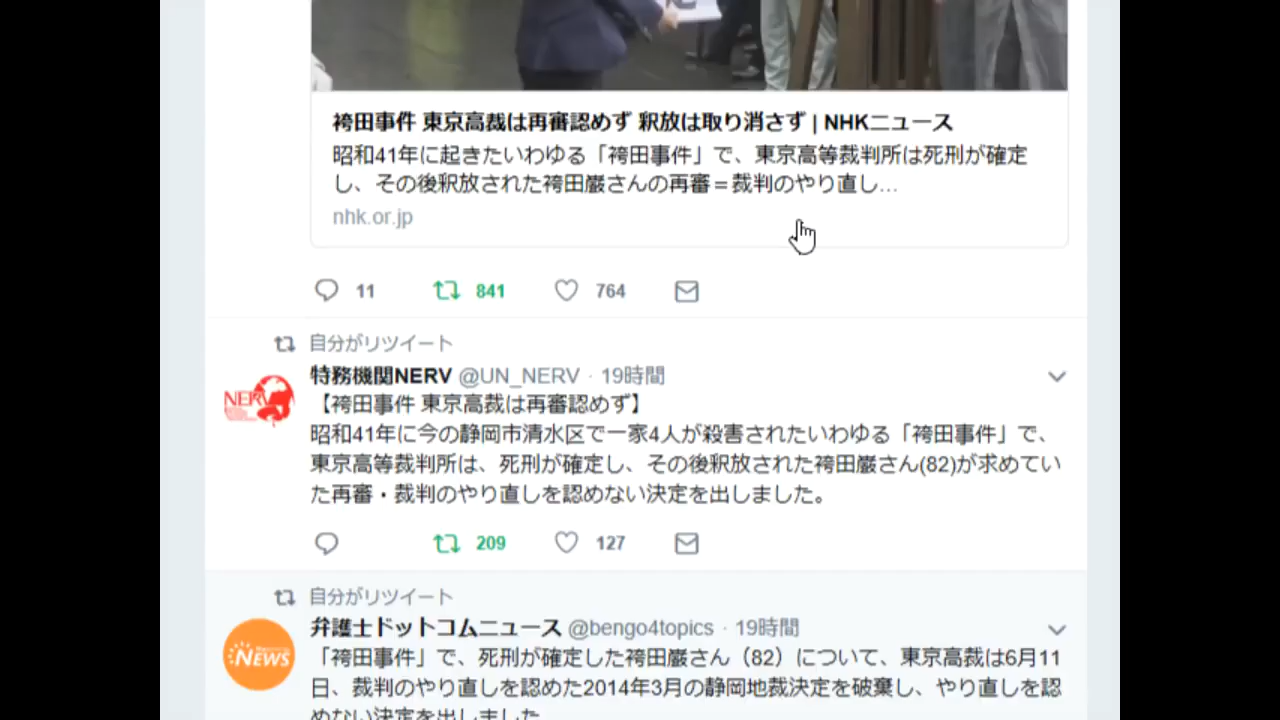 袴田事件 東京高裁は再審認めず 釈放は取り消さず | NHKニュース
昭和41年に起きたいわゆる「袴田事件」で、東京高等裁判所は死刑が確定
し、その後釈放された袴田巌さんの再審＝裁判のやり直し...
nhk.or.jp
11 841 764
自分がリツイート
特務機関NERV @UN_NERV · 19時間
NERV
【袴田事件 東京高裁は再審認めず】
昭和41年に今の静岡市清水区で一家4人が殺害されたいわゆる「袴田事件」で、
東京高等裁判所は、死刑が確定し、その後釈放された袴田巌さん(82)が求めてい
た再審・裁判のやり直しを認めない決定を出しました。
209 127
自分がリツイート
弁護士ドットコムニュース @bengo4topics · 19時間
NEWS
「袴田事件」で、死刑が確定した袴田巌さん（82）について、東京高裁は6月11
日、裁判のやり直しを認めた2014年3月の静岡地裁決定を破棄し、やり直しを認
めない決定を出しました